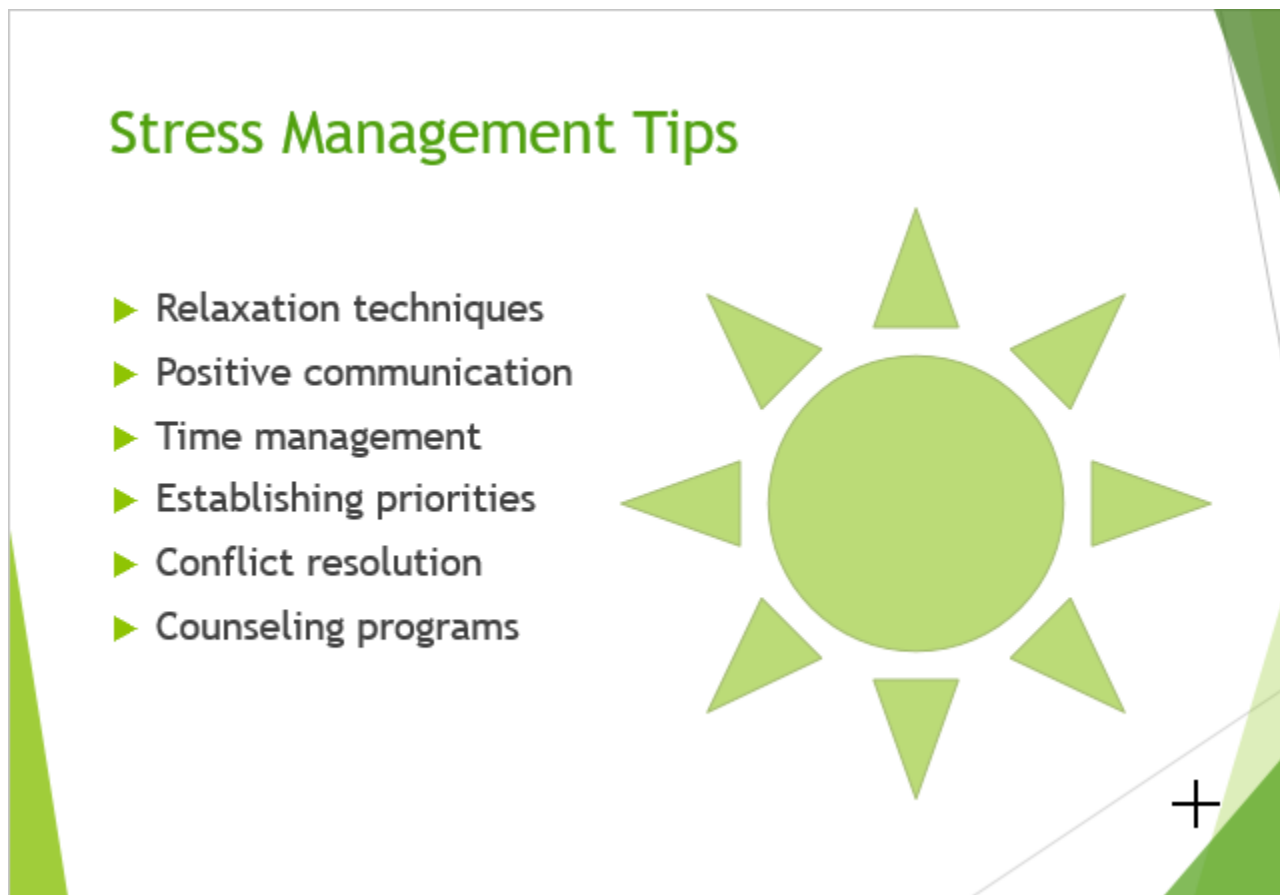 Stress Management Tips
Relaxation techniques
Positive communication
Time management
Establishing priorities
Conflict resolution
Counseling programs